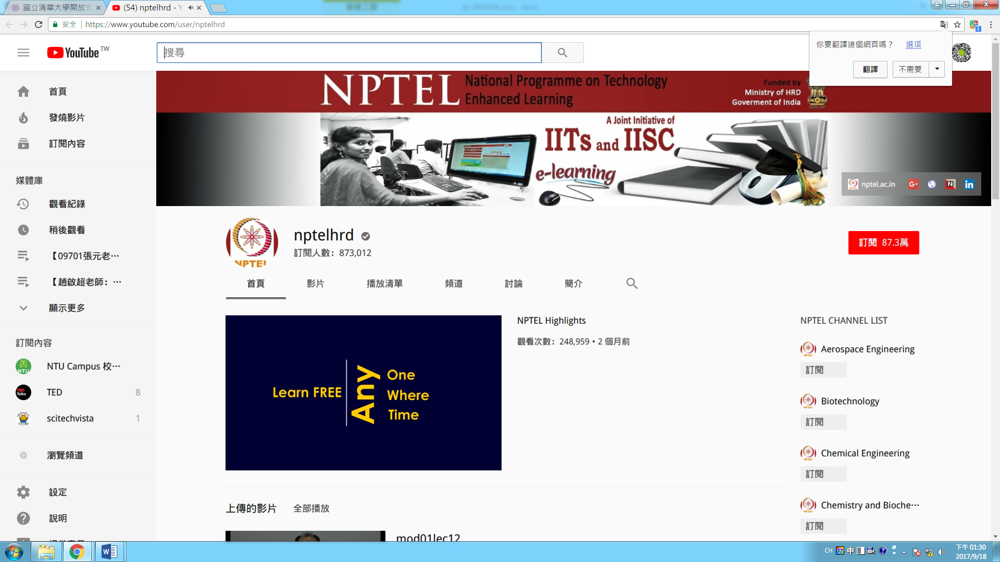 國立清華大學開放式
(54) nptelhrd - Y
安全
https://www.youtube.com/user/nptelhrd
你要翻譯這個網頁嗎？ 選項
翻譯 不需要
YouTube TW
搜尋
首頁
發燒影片
訂閱內容
媒體庫
觀看紀錄
稍後觀看
【09701張元老…
【趙啟超老師：…
顯示更多
訂閱內容
NTU Campus 校…
TED 8
scitechvista 1
瀏覽頻道
設定
說明
NPTEL
National Programme on Technology
Enhanced Learning
Funded by
Ministry of HRD
Goverment of India
A Joint Initiative of
IITs and IISC
e-learning
nptel.ac.in
NPTEL
nptelhrd
訂閱人數：873,012
訂閱 87.3萬
首頁 影片 播放清單 頻道 討論 簡介
Learn FREE
Any
One
Where
Time
NPTEL Highlights
觀看次數：248,959 • 2 個月前
上傳的影片 全部播放
mod01lec12
NPTEL CHANNEL LIST
Aerospace Engineering
訂閱
Biotechnology
訂閱
Chemical Engineering
訂閱
Chemistry and Bioche…
訂閱
CH 中
下午 01:30
2017/9/18